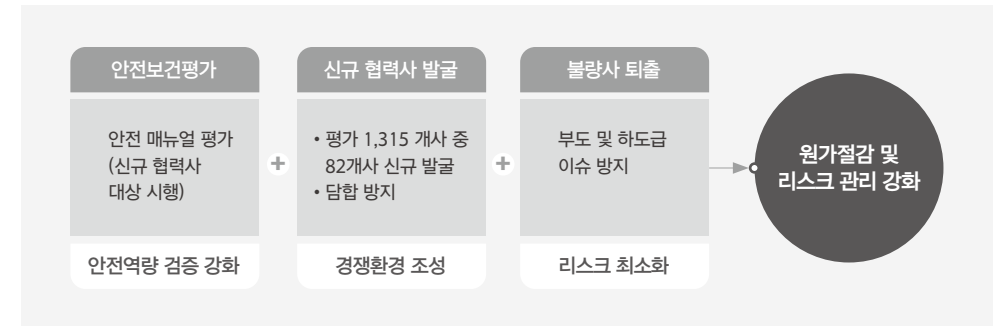 안전보건평가
안전 매뉴얼 평가
(신규 협력사
대상 시행)
안전역량 검증 강화
+
신규 협력사 발굴
• 평가 1,315 개사 중
82개사 신규 발굴
• 담합 방지
경쟁환경 조성
+
불량사 퇴출
부도 및 하도급
이슈 방지
리스크 최소화
원가절감 및
리스크 관리 강화